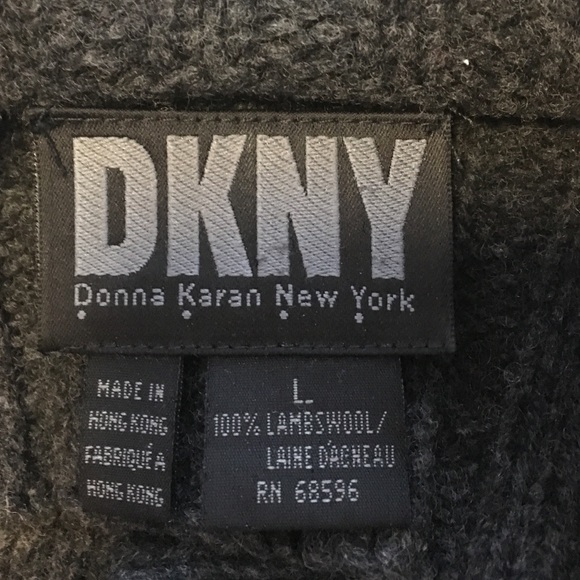 DKNY
Donna Karan New York
MADE IN
HONG KONG
FABRIQUÉ A
HONG KONG
L
100% LAMBSWOOL/
LAINE D'AGNEAU
RN 68596